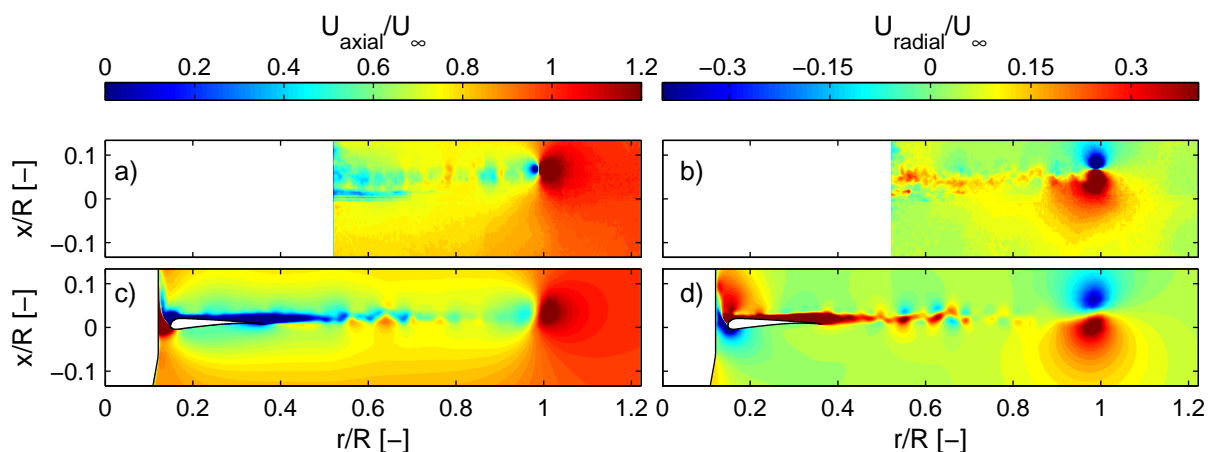 U_axial/U_∞ U_radial/U_∞
0 0.2 0.4 0.6 0.8 1 1.2 −0.3 −0.15 0 0.15 0.3
x/R [−] 0.1 0 −0.1 a) b)
x/R [−] 0.1 0 −0.1 c) d)
0 0.2 0.4 0.6 0.8 1 1.2 0 0.2 0.4 0.6 0.8 1 1.2
r/R [−] r/R [−]